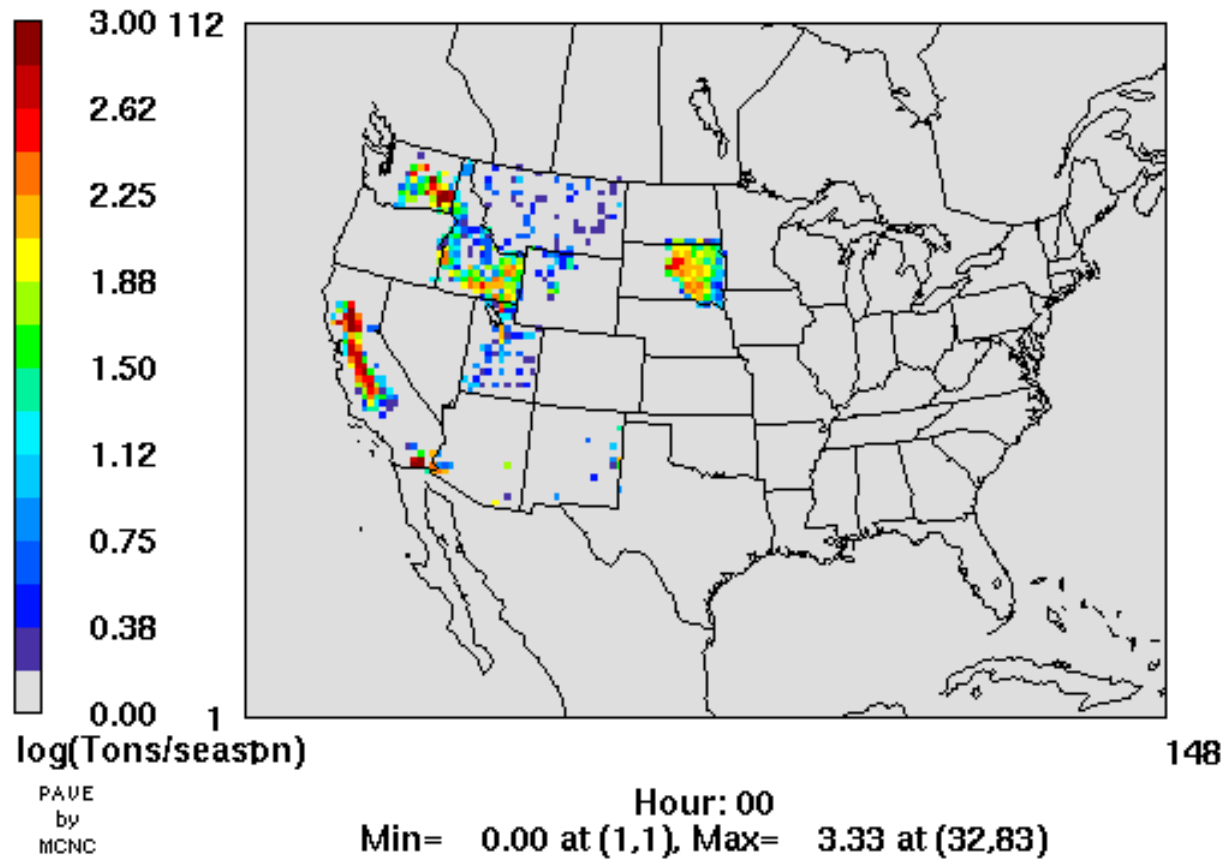 3.00 112
2.62
2.25
1.88
1.50
1.12
0.75
0.38
0.00 1
log(Tons/season) 148
PAVE
by
MCNC
Hour: 00
Min= 0.00 at (1,1), Max= 3.33 at (32,83)